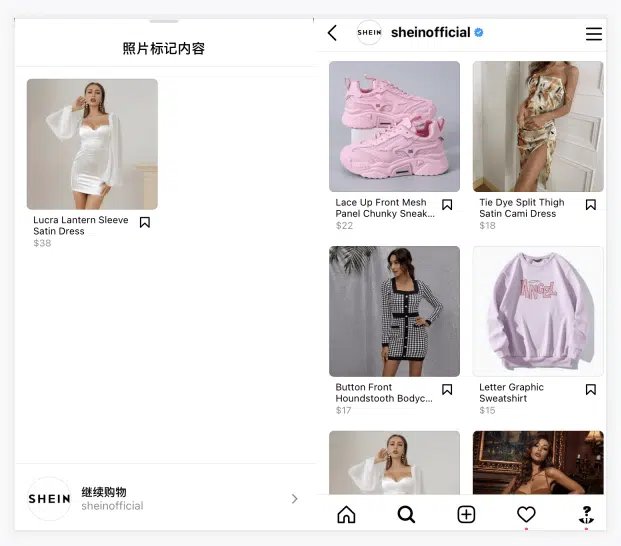 照片标记内容
Lucra Lantern Sleeve
Satin Dress
$38
SHEIN
继续购物
sheinofficial
SHEIN
sheinofficial
Lace Up Front Mesh
Panel Chunky Sneak...
$22
Tie Dye Split Thigh
Satin Cami Dress
$18
Button Front
Houndstooth Bodyc...
$17
ANGEL
Letter Graphic
Sweatshirt
$15